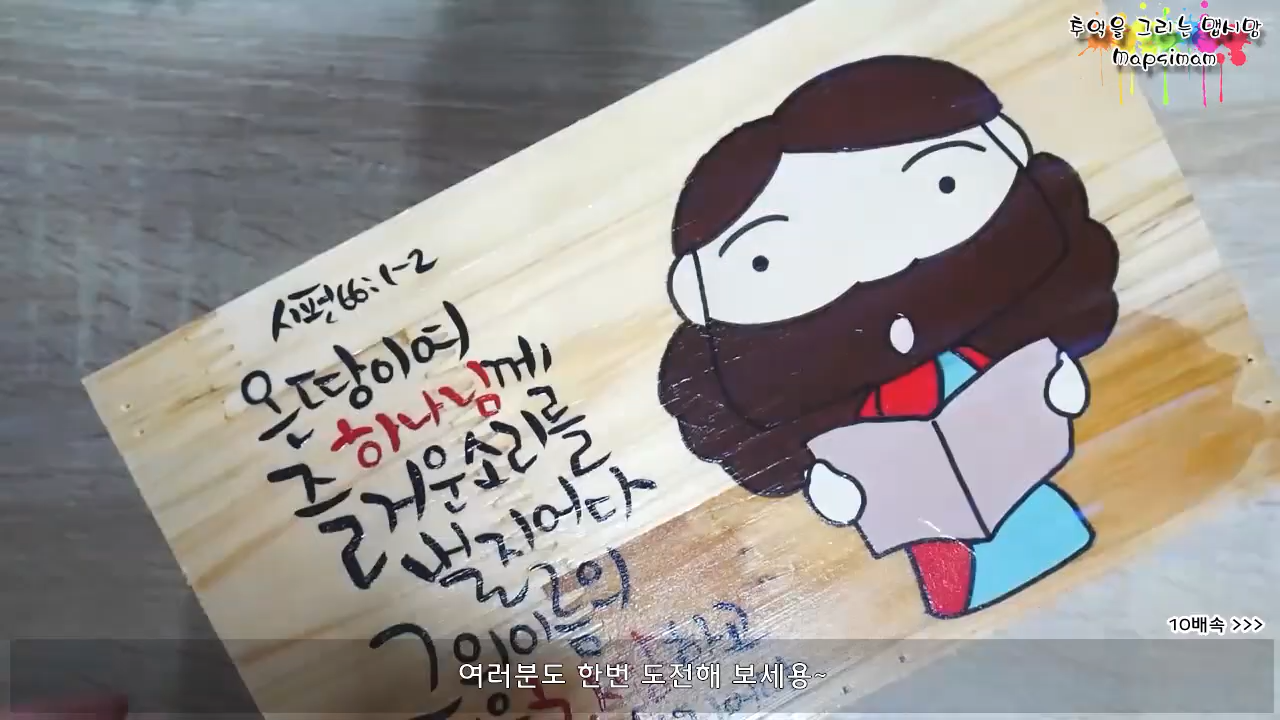 추억을 그리는 맵시맘
Mapsimam
시편66:1-2
온땅이여
하나님께
즐거운소리를
발지어다
그의이름의
10배속 >>>
여러분도 한번 도전해 보세용~